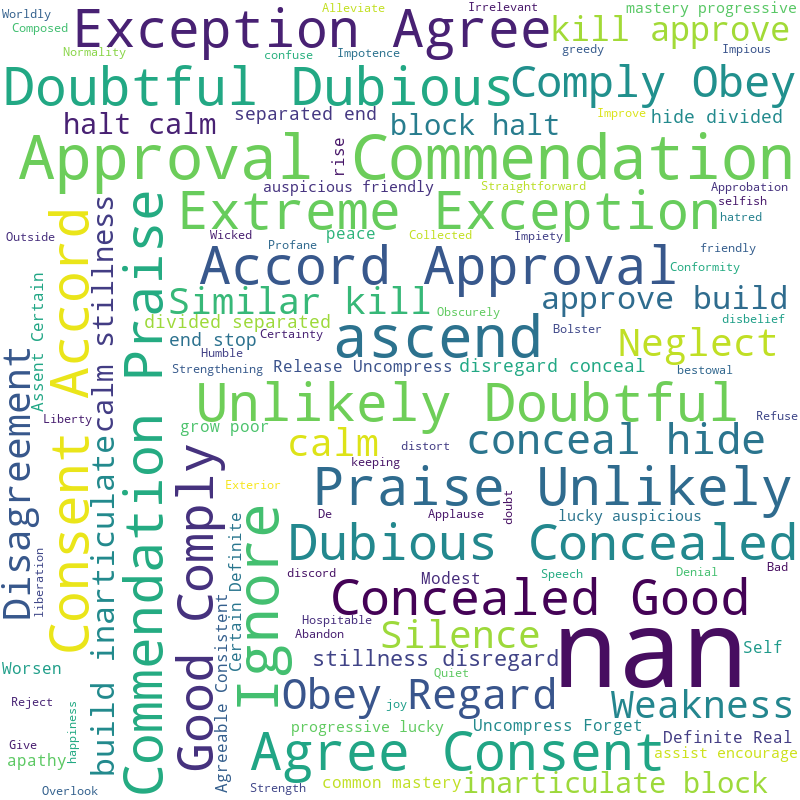 Worldly
Composed
Exception Agree
Alleviate
Irrelevant
mastery progressive
kill approve
Normality
confuse
Impotence
greedy
Impious
Doubtful Dubious
Comply Obey
halt calm
separated end
block halt
Improve
hide divided
Approval Commendation
rise
auspicious friendly
Straightforward
Approbation
selfish
Extreme Exception
hatred
Outside
Wicked
Profane
peace
Collected
Impiety
friendly
Accord Approval
Conformity
Consent Accord
calm stillness
Commendation Praise
Similar kill
approve build
Obscurely
divided separated
ascend
Bolster
disbelief
end stop
Certainty
Neglect
Humble
Assent Certain
Disagreement
Strengthening
Release Uncompress
disregard conceal
bestowal
Unlikely Doubtful
Liberty
Refuse
grow poor
calm
distort
conceal hide
keeping
build inarticulate
Good Comply
Exterior
Praise Unlikely
Ignore
De
Applause
doubt
lucky auspicious
Certain Definite
Dubious Concealed
liberation
discord
Modest
Speech
Denial
Bad
Agreeable Consistent
Concealed Good
Hospitable
Abandon
Silence
nan
Self
Worsen
stillness disregard
Quiet
Reject
happiness
Obey Regard
joy
Weakness
progressive lucky
Uncompress Forget
Definite Real
Give
apathy
Agree Consent
assist encourage
Overlook
Strength
common mastery
inarticulate block